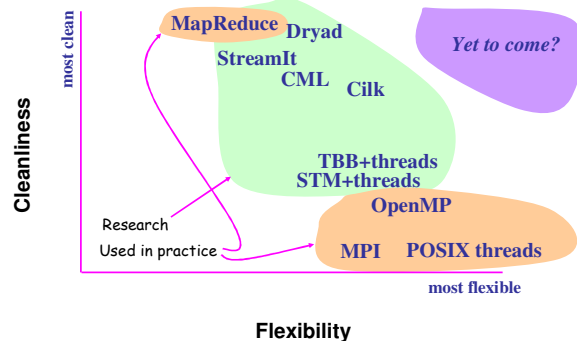 MapReduce
Dryad
StreamIt
CML
Cilk
Yet to come?
most clean
Cleanliness
TBB+threads
STM+threads
OpenMP
Research
Used in practice
MPI
POSIX threads
most flexible
Flexibility